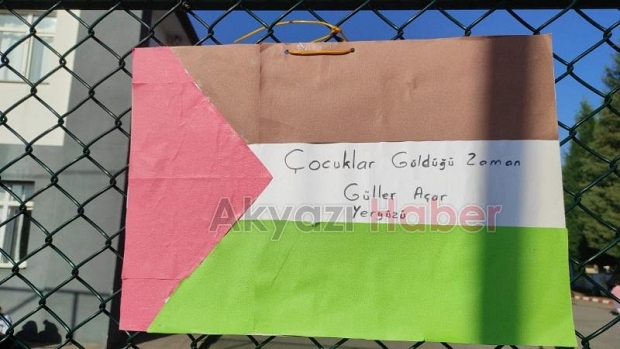 Çocuklar Güldüğü Zaman
Güller Açar
Yeryüzü
Akyazı Haber